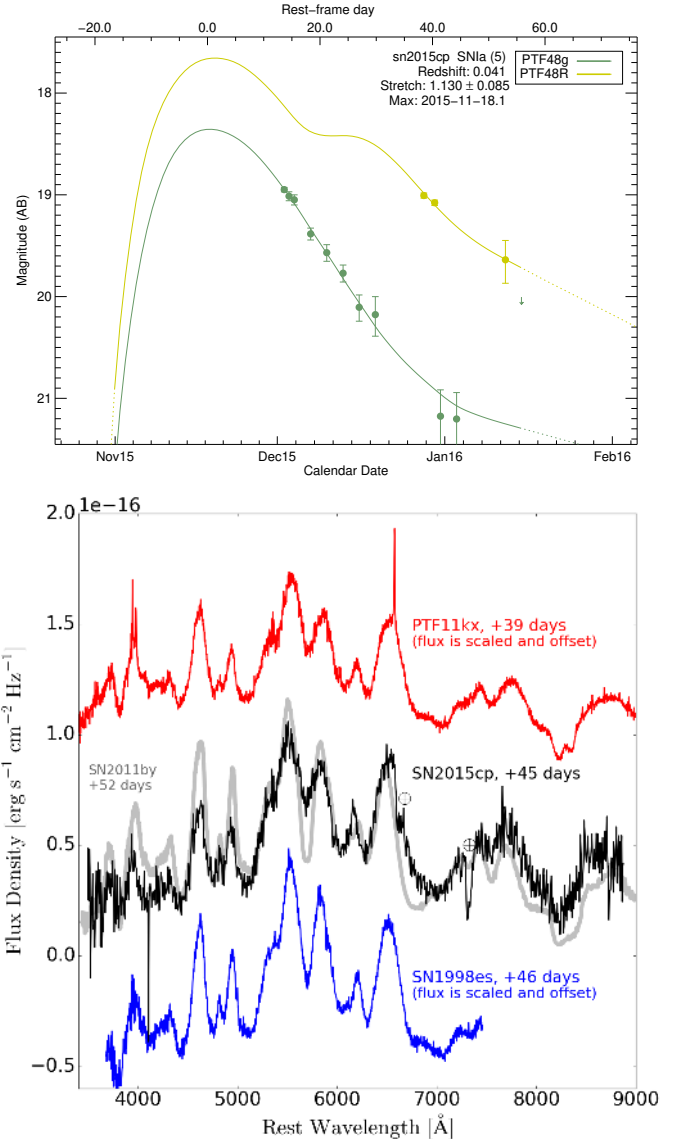 Rest-frame day
−20.0 0.0 20.0 40.0 60.0
sn2015cp SNIa (5)
Redshift: 0.041
Stretch: 1.130 ± 0.085
Max: 2015−11−18.1
PTF48g
PTF48R
Magnitude (AB)
18
19
20
21
Nov15 Dec15 Jan16 Feb16
Calendar Date
1e−16
2.0
1.5
1.0
0.5
0.0
−0.5
Flux Density [erg s−1 cm−2 Hz−1]
PTF11kx, +39 days
(flux is scaled and offset)
SN2011by
+52 days
SN2015cp, +45 days
SN1998es, +46 days
(flux is scaled and offset)
4000 5000 6000 7000 8000 9000
Rest Wavelength [Å]